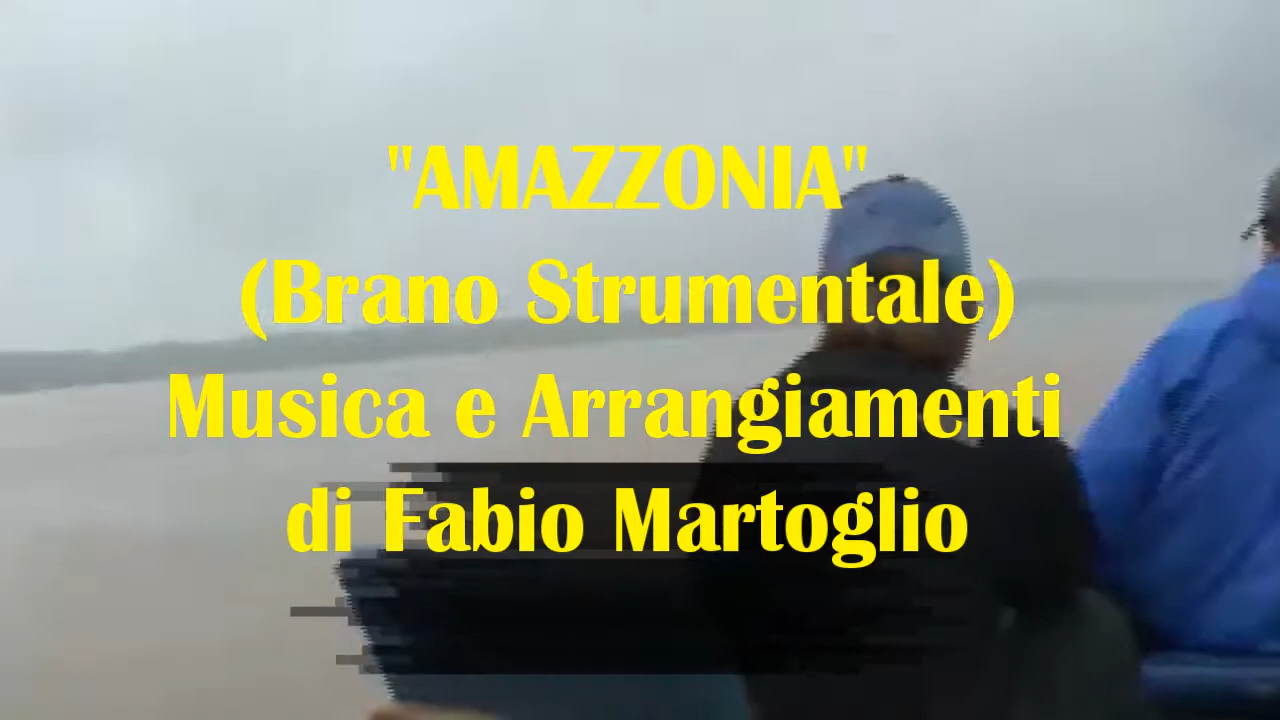 "AMAZZONIA"
(Brano Strumentale)
Musica e Arrangiamenti
di Fabio Martoglio